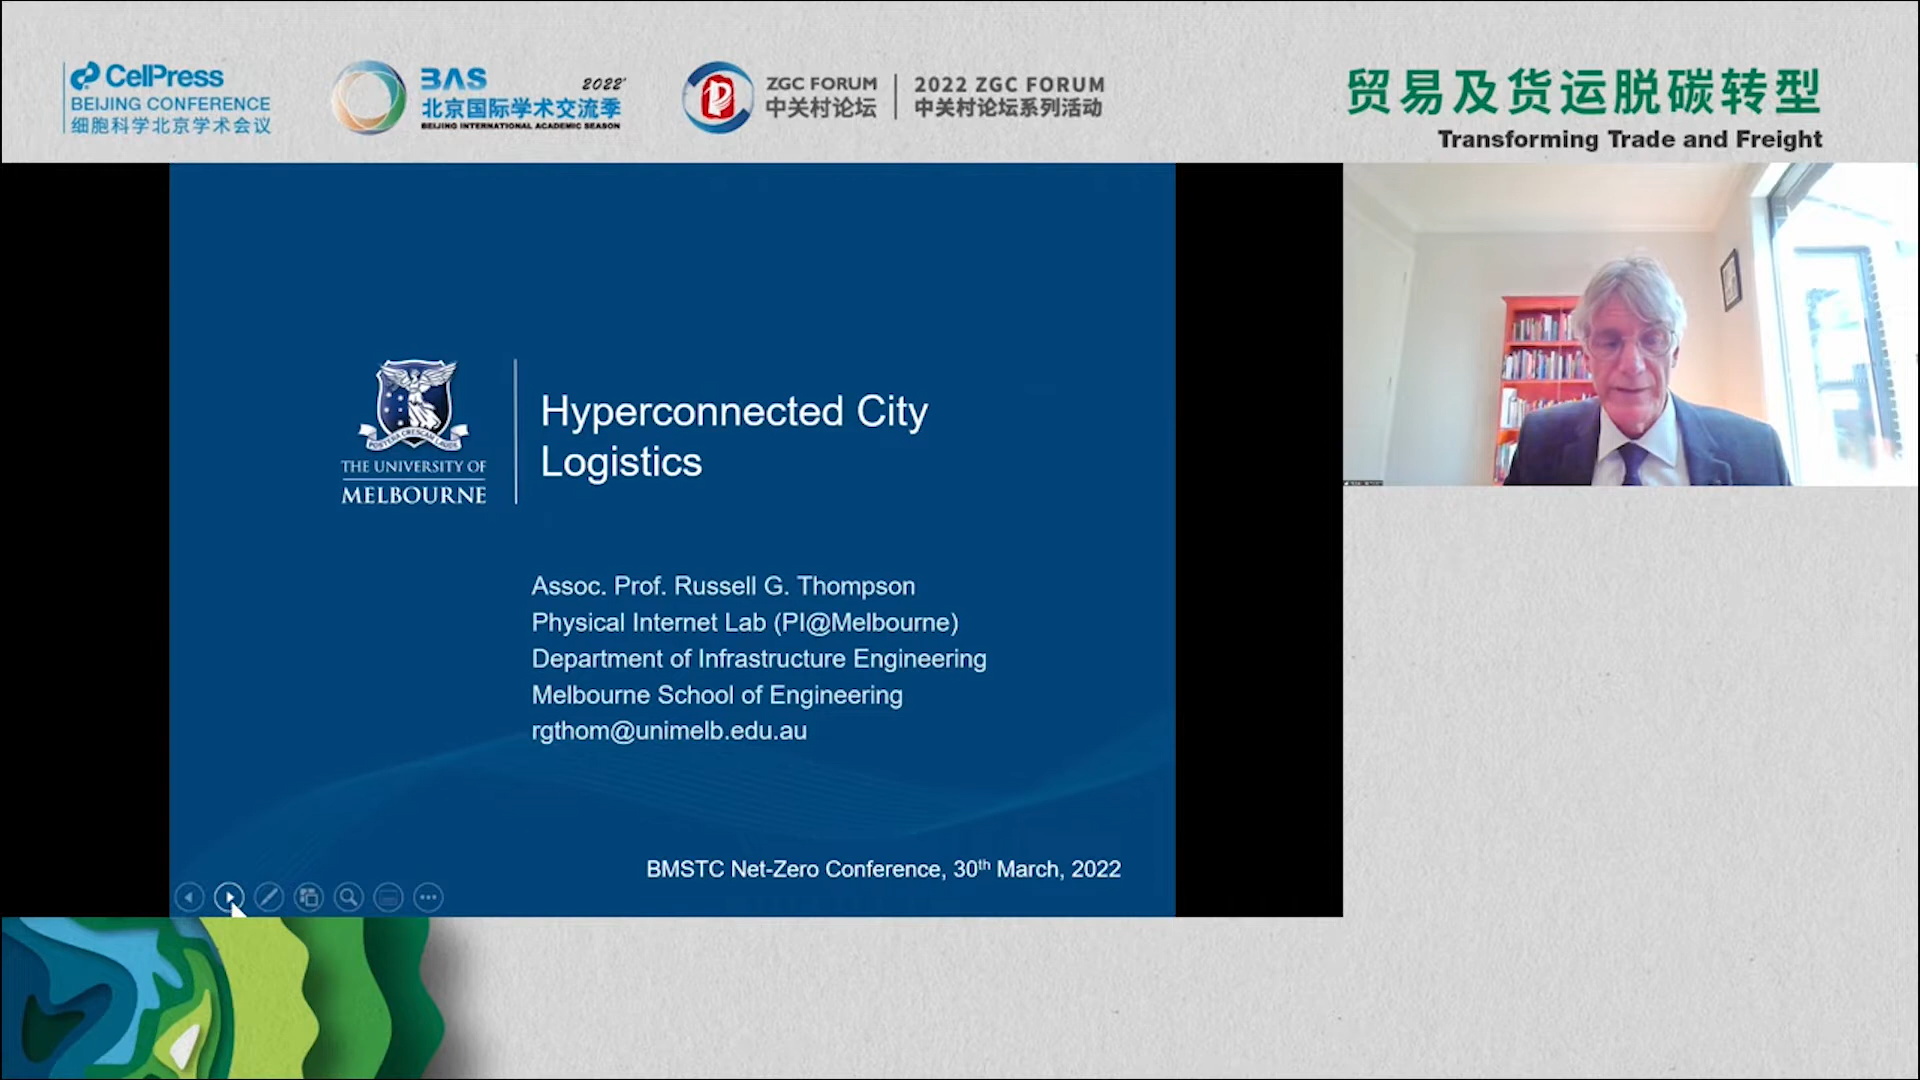 CellPress
BEIJING CONFERENCE
细胞科学北京学术会议
BAS 2022'
北京国际学术交流季
BEIJING INTERNATIONAL ACADEMIC SEASON
ZGC FORUM
中关村论坛
2022 ZGC FORUM
中关村论坛系列活动
贸易及货运脱碳转型
Transforming Trade and Freight
POSTERA CRESCAM LAUDE
THE UNIVERSITY OF
MELBOURNE
Hyperconnected City
Logistics
Assoc. Prof. Russell G. Thompson
Physical Internet Lab (PI@Melbourne)
Department of Infrastructure Engineering
Melbourne School of Engineering
rgthom@unimelb.edu.au
BMSTC Net-Zero Conference, 30th March, 2022